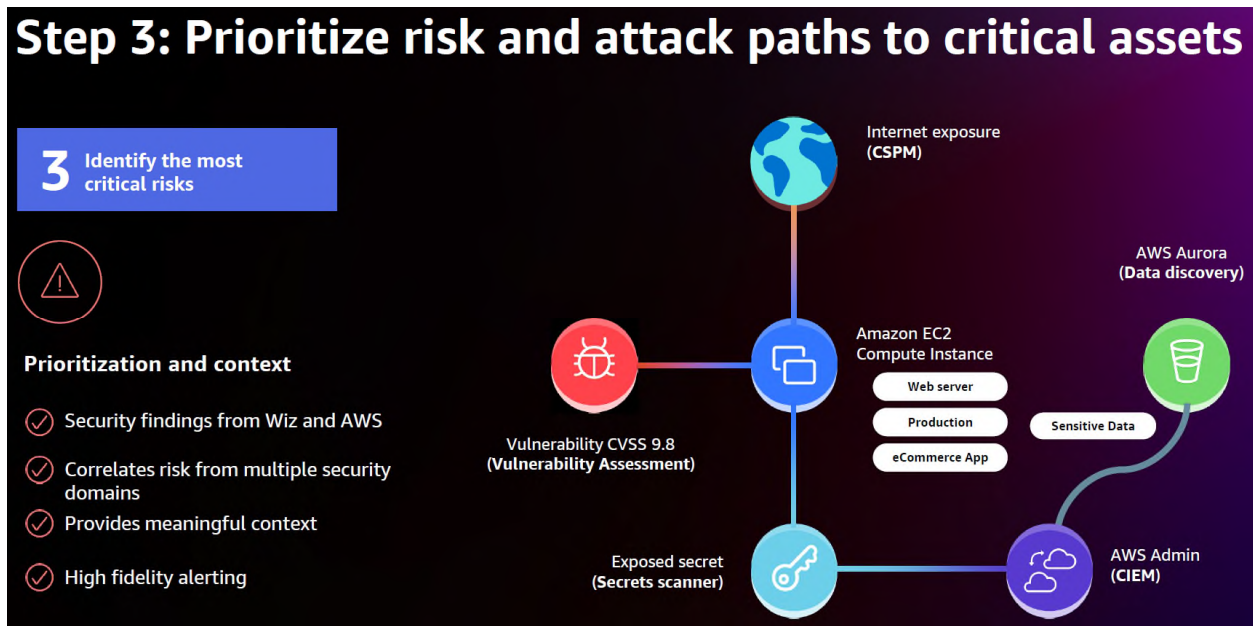 Step 3: Prioritize risk and attack paths to critical assets
3
Identify the most
critical risks
Prioritization and context
Security findings from Wiz and AWS
Correlates risk from multiple security
domains
Provides meaningful context
High fidelity alerting
Internet exposure
(CSPM)
AWS Aurora
(Data discovery)
Amazon EC2
Compute Instance
Web server
Production
eCommerce App
Sensitive Data
Vulnerability CVSS 9.8
(Vulnerability Assessment)
Exposed secret
(Secrets scanner)
AWS Admin
(CIEM)